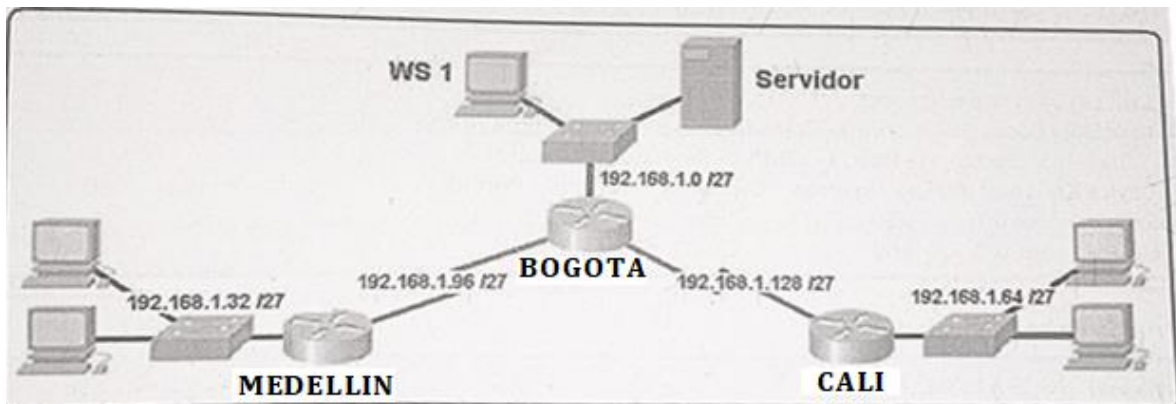 WS 1
Servidor
192.168.1.0 /27
BOGOTA
192.168.1.96 /27
192.168.1.128 /27
192.168.1.32 /27
192.168.1.64 /27
MEDELLIN
CALI